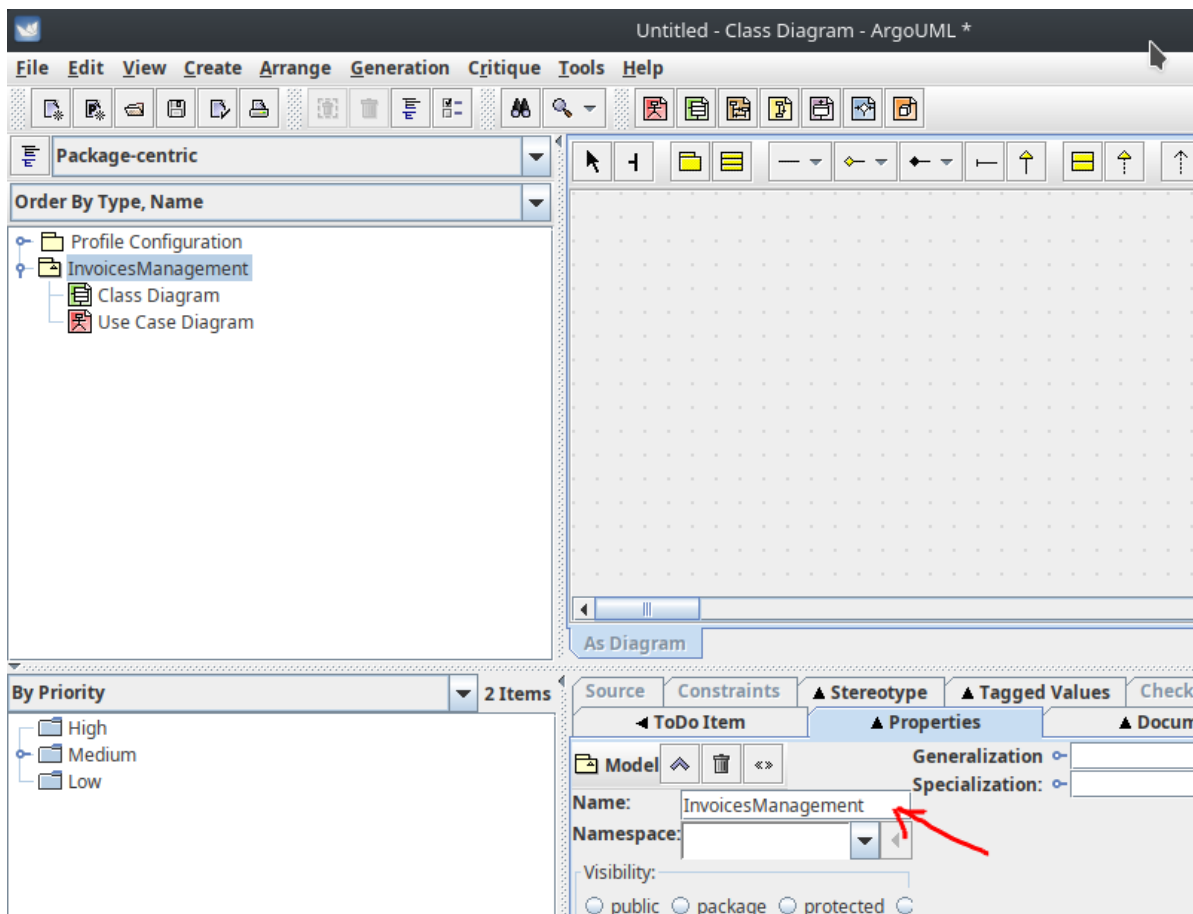 Untitled - Class Diagram - ArgoUML *
File Edit View Create Arrange Generation Critique Tools Help
Package-centric
Order By Type, Name
Profile Configuration
InvoicesManagement
Class Diagram
Use Case Diagram
As Diagram
By Priority
2 Items
High
Medium
Low
Source Constraints Stereotype Tagged Values Check
ToDo Item Properties Docum
Model
Generalization
Specialization:
Name: InvoicesManagement
Namespace:
Visibility:
public package protected